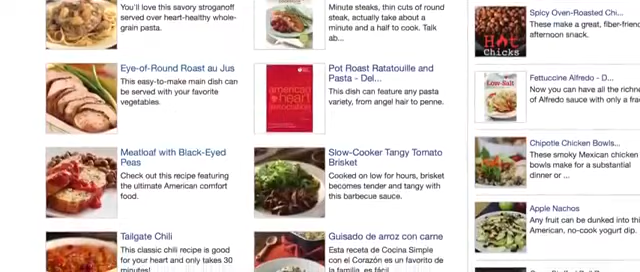 You'll love this savory stroganoff
served over heart-healthy whole-
grain pasta.
Eye-of-Round Roast au Jus
This easy-to-make main dish can
be served with your favorite
vegetables.
Meatloaf with Black-Eyed
Peas
Check out this recipe featuring
the ultimate American comfort
food.
Tailgate Chili
This classic chili recipe is good
for your heart and only takes 30
minutes!
Minute steaks, thin cuts of round
steak, actually take about a
minute and a half to cook. Talk
ab...
american
heart
association
Pot Roast Ratatouille and
Pasta - Del...
This dish can feature any pasta
variety, from angel hair to penne.
Slow-Cooker Tangy Tomato
Brisket
Cooked on low for hours, brisket
becomes tender and tangy with
this barbecue sauce.
Guisado de arroz con carne
Esta receta de Cocina Simple
con el Corazón es un favorito de
la familia, es fácil
Hot
Chicks
Spicy Oven-Roasted Chi...
These make a great, fiber-friend
afternoon snack.
Low-Salt
Fettuccine Alfredo - D...
Now you can have all the richne
of Alfredo sauce with only a fra
Chipotle Chicken Bowls...
These smoky Mexican chicken
bowls make for a substantial
dinner or ...
Apple Nachos
Any fruit can be dunked into thi
American, no-cook yogurt dip.